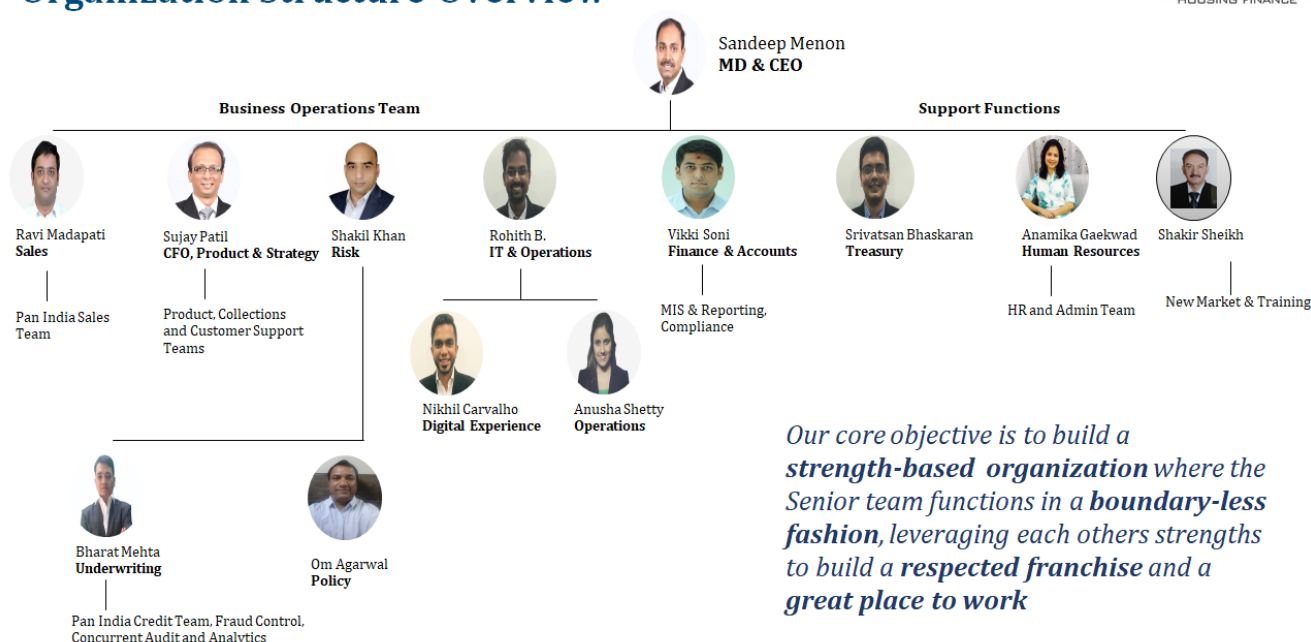 Organization Structure Overview
HOUSING FINANCE
Sandeep Menon
MD & CEO
Business Operations Team
Support Functions
Ravi Madapati
Sales
Sujay Patil
CFO, Product & Strategy
Shakil Khan
Risk
Rohith B.
IT & Operations
Vikki Soni
Finance & Accounts
Srivatsan Bhaskaran
Treasury
Anamika Gaekwad
Human Resources
Shakir Sheikh
Pan India Sales
Team
Product, Collections
and Customer Support
Teams
MIS & Reporting,
Compliance
HR and Admin Team
New Market & Training
Nikhil Carvalho
Digital Experience
Anusha Shetty
Operations
Bharat Mehta
Underwriting
Om Agarwal
Policy
Pan India Credit Team, Fraud Control,
Concurrent Audit and Analytics
Our core objective is to build a
strength-based organization where the
Senior team functions in a boundary-less
fashion, leveraging each others strengths
to build a respected franchise and a
great place to work